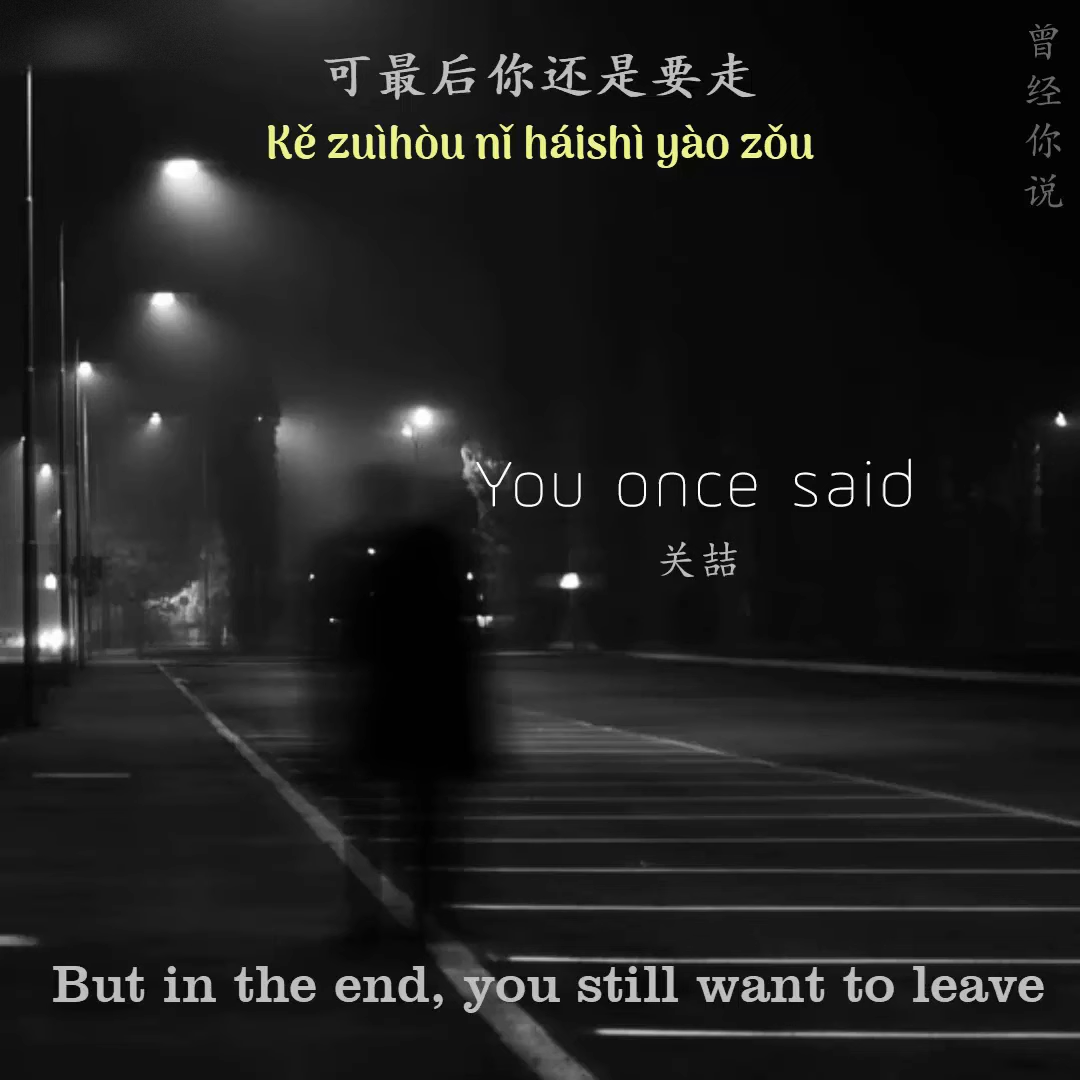 可最后你还是要走
Kě zuìhòu nǐ háishì yào zǒu
曾经你说
You once said
关喆
But in the end, you still want to leave